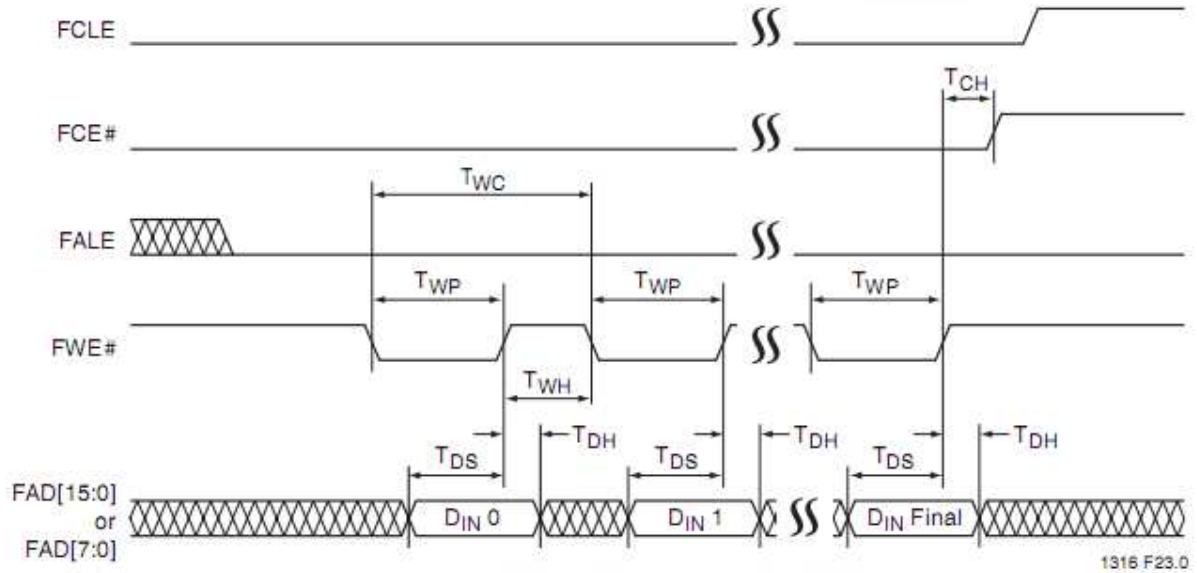 FCLE
TCH
FCE#
TWC
FALE
TWP TWP TWP
FWE#
TWH
TDH TDH TDH
TDS TDS TDS
FAD[15:0]
or
FAD[7:0]
DIN 0 DIN 1 DIN Final
1316 F23.0